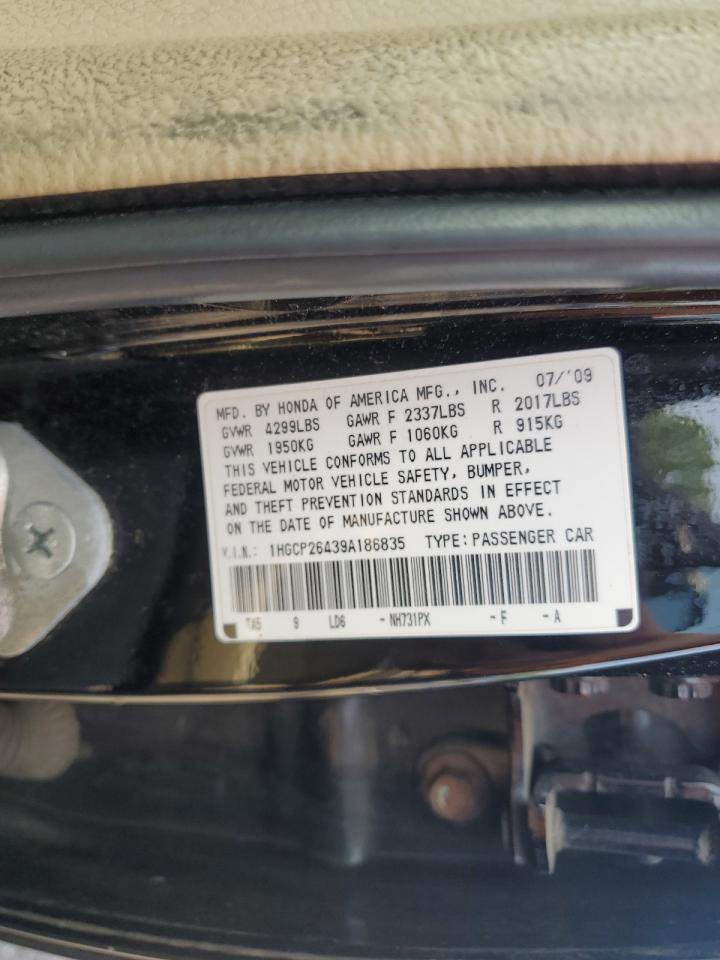 MFD. BY HONDA OF AMERICA MFG., INC. 07/'09
GVWR 4299LBS GAWR F 2337LBS R 2017LBS
GVWR 1950KG GAWR F 1060KG R 915KG
THIS VEHICLE CONFORMS TO ALL APPLICABLE
FEDERAL MOTOR VEHICLE SAFETY, BUMPER,
AND THEFT PREVENTION STANDARDS IN EFFECT
ON THE DATE OF MANUFACTURE SHOWN ABOVE.
V.I.N.: 1HGCP26439A186835 TYPE: PASSENGER CAR
TA5 9 LD6 -NH731PX -F -A